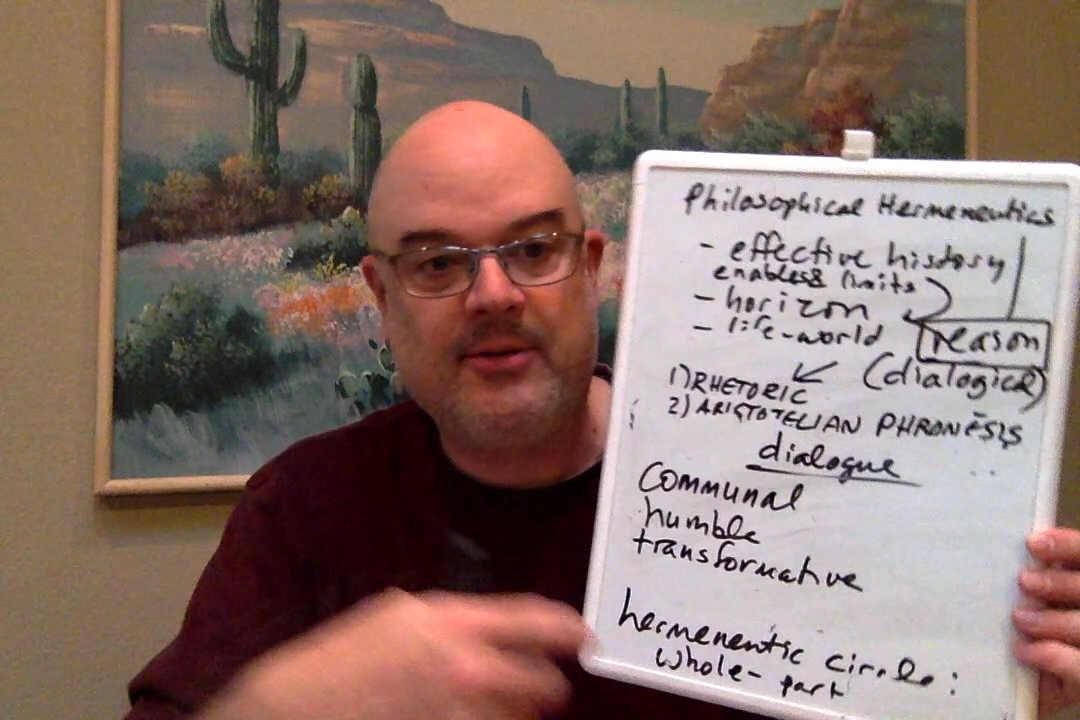 Philosophical Hermeneutics
- effective history
enables limits
- horizon
- life-world
reason
(dialogical)
1) RHETORIC
2) ARISTOTELIAN PHRONĒSIS
dialogue
Communal
humble
transformative
hermeneutic circle:
whole- part